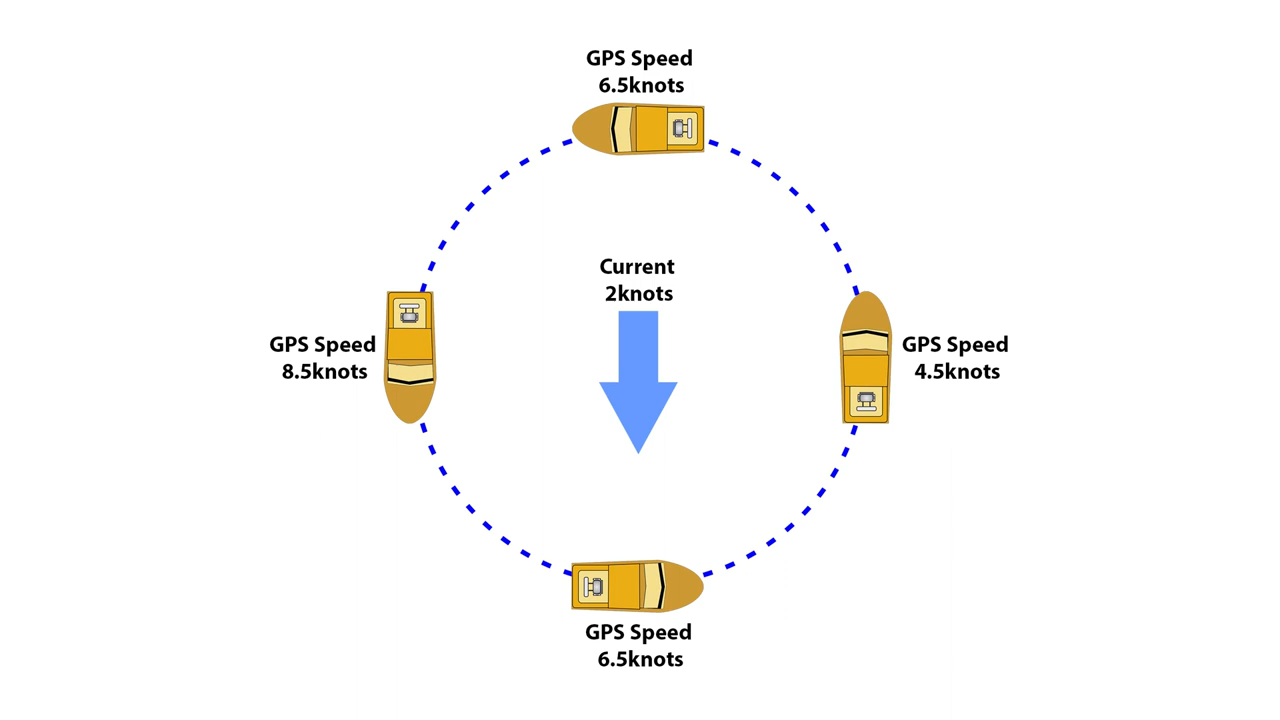 GPS Speed
6.5knots
Current
2knots
GPS Speed
8.5knots
GPS Speed
4.5knots
GPS Speed
6.5knots